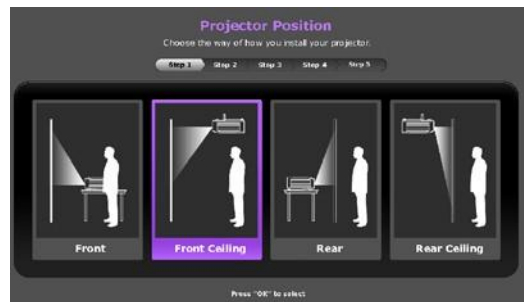 Projector Position
Choose the way of how you install your projector.
Step 1 Step 2 Step 3 Step 4 Step 5
Front Front Ceiling Rear Rear Ceiling
Press "OK" to select